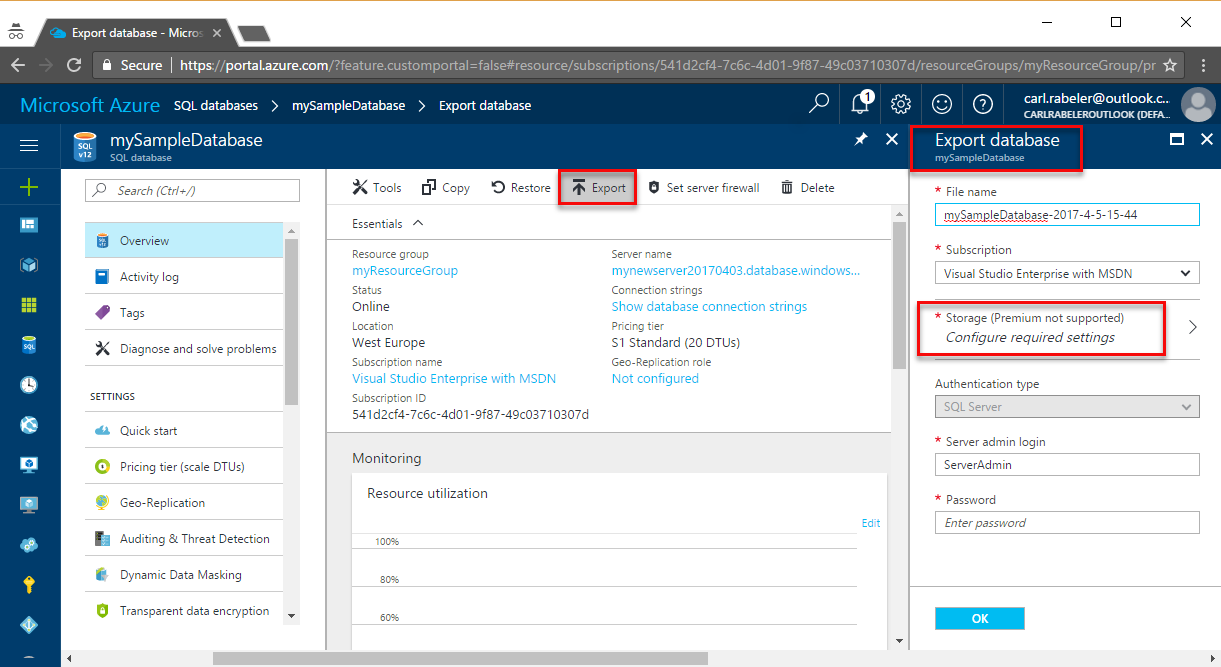 Export database - Micros
Secure
https://portal.azure.com/?feature.customportal=false#resource/subscriptions/541d2cf4-7c6c-4d01-9f87-49c03710307d/resourceGroups/myResourceGroup/pr
Microsoft Azure SQL databases > mySampleDatabase > Export database
1
carl.rabeler@outlook.c...
CARLRABELEROUTLOOK (DEFA...
SQL v12
mySampleDatabase
SQL database
Search (Ctrl+/)
Overview
Activity log
Tags
Diagnose and solve problems
SETTINGS
Quick start
Pricing tier (scale DTUs)
Geo-Replication
Auditing & Threat Detection
Dynamic Data Masking
Transparent data encryption
Tools Copy Restore Export Set server firewall Delete
Essentials
Resource group
myResourceGroup
Status
Online
Location
West Europe
Subscription name
Visual Studio Enterprise with MSDN
Subscription ID
541d2cf4-7c6c-4d01-9f87-49c03710307d
Server name
mynewserver20170403.database.windows...
Connection strings
Show database connection strings
Pricing tier
S1 Standard (20 DTUs)
Geo-Replication role
Not configured
Monitoring
Resource utilization
Edit
100%
80%
60%
Export database
mySampleDatabase
* File name
mySampleDatabase-2017-4-5-15-44
* Subscription
Visual Studio Enterprise with MSDN
* Storage (Premium not supported)
Configure required settings
Authentication type
SQL Server
* Server admin login
ServerAdmin
* Password
Enter password
OK